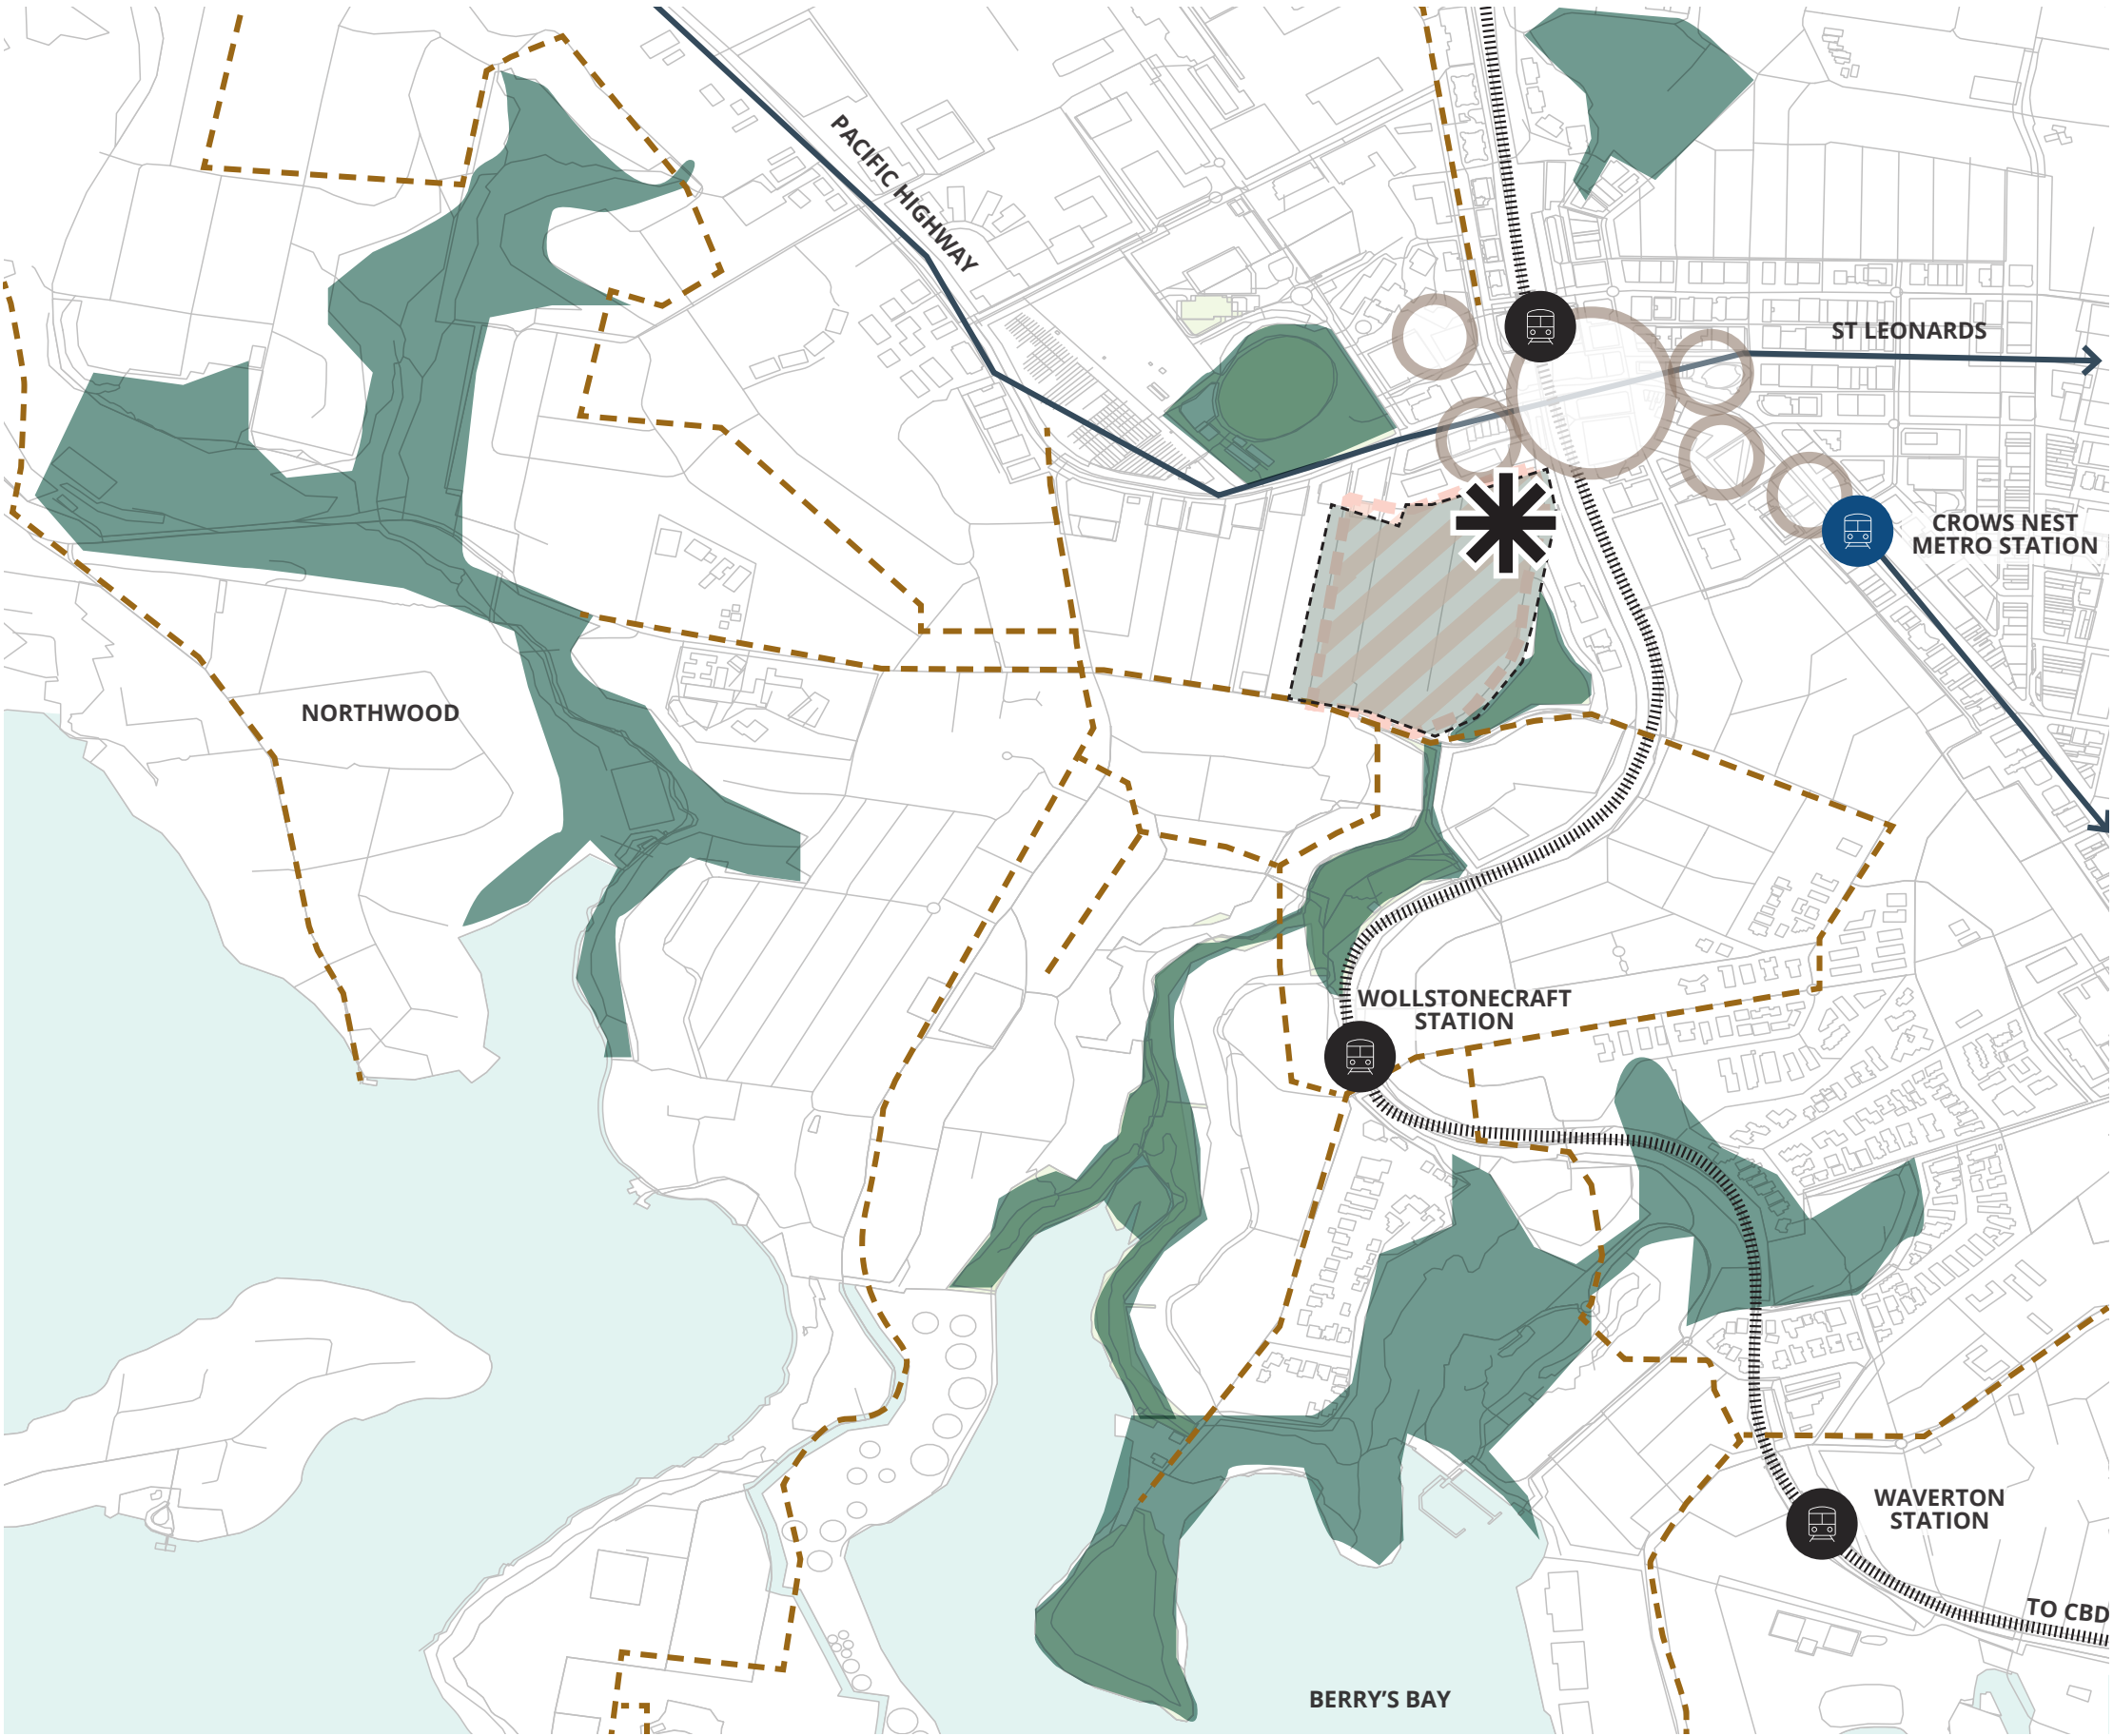 PACIFIC HIGHWAY
ST LEONARDS
CROWS NEST
METRO STATION
NORTHWOOD
WOLLSTONECRAFT
STATION
WAVERTON
STATION
TO CBD
BERRY'S BAY